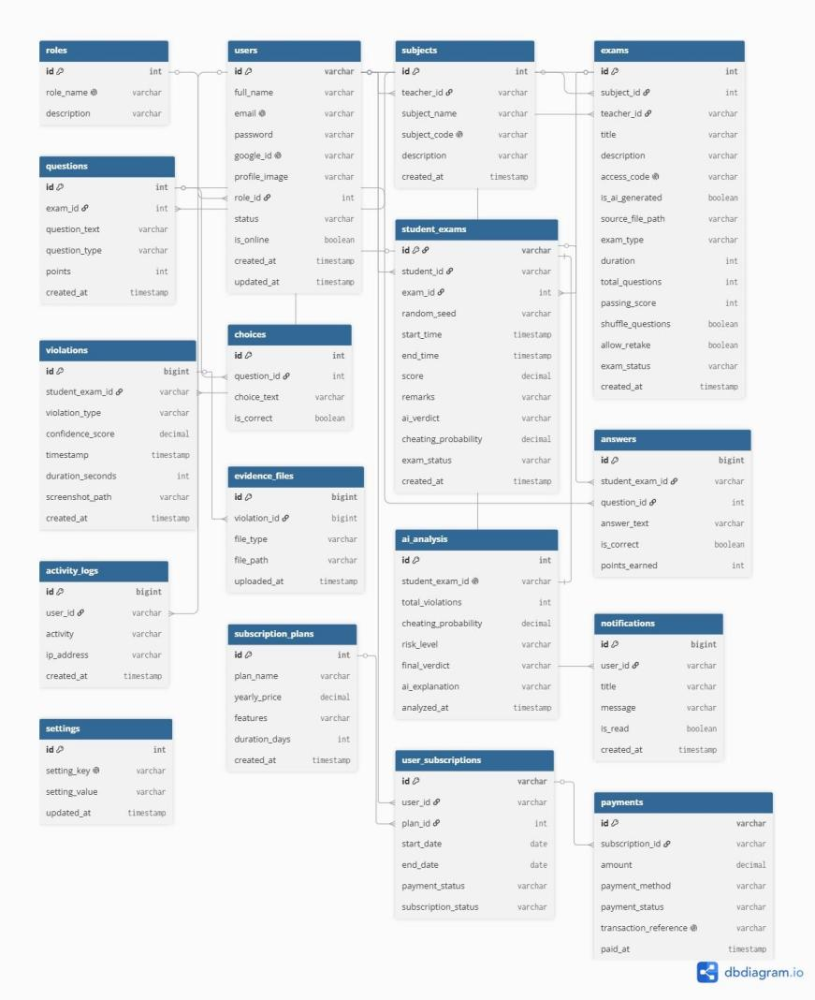 roles
id int
role_name varchar
description varchar
users
id varchar
full_name varchar
email varchar
password varchar
google_id varchar
profile_image varchar
role_id int
status varchar
is_online boolean
created_at timestamp
updated_at timestamp
subjects
id int
teacher_id varchar
subject_name varchar
subject_code varchar
description varchar
created_at timestamp
exams
id int
subject_id int
teacher_id varchar
title varchar
description varchar
access_code varchar
is_ai_generated boolean
source_file_path varchar
exam_type varchar
duration int
total_questions int
passing_score int
shuffle_questions boolean
allow_retake boolean
exam_status varchar
created_at timestamp
questions
id int
exam_id int
question_text varchar
question_type varchar
points int
created_at timestamp
student_exams
id varchar
student_id varchar
exam_id int
random_seed varchar
start_time timestamp
end_time timestamp
score decimal
remarks varchar
ai_verdict varchar
cheating_probability decimal
exam_status varchar
created_at timestamp
choices
id int
question_id int
choice_text varchar
is_correct boolean
violations
id bigint
student_exam_id varchar
violation_type varchar
confidence_score decimal
timestamp timestamp
duration_seconds int
screenshot_path varchar
created_at timestamp
answers
id bigint
student_exam_id varchar
question_id int
answer_text varchar
is_correct boolean
points_earned int
evidence_files
id bigint
violation_id bigint
file_type varchar
file_path varchar
uploaded_at timestamp
ai_analysis
id int
student_exam_id varchar
total_violations int
cheating_probability decimal
risk_level varchar
final_verdict varchar
ai_explanation varchar
analyzed_at timestamp
activity_logs
id bigint
user_id varchar
activity varchar
ip_address varchar
created_at timestamp
notifications
id bigint
user_id varchar
title varchar
message varchar
is_read boolean
created_at timestamp
subscription_plans
id int
plan_name varchar
yearly_price decimal
features varchar
duration_days int
created_at timestamp
settings
id int
setting_key varchar
setting_value varchar
updated_at timestamp
user_subscriptions
id varchar
user_id varchar
plan_id int
start_date date
end_date date
payment_status varchar
subscription_status varchar
payments
id varchar
subscription_id varchar
amount decimal
payment_method varchar
payment_status varchar
transaction_reference varchar
paid_at timestamp
dbdiagram.io